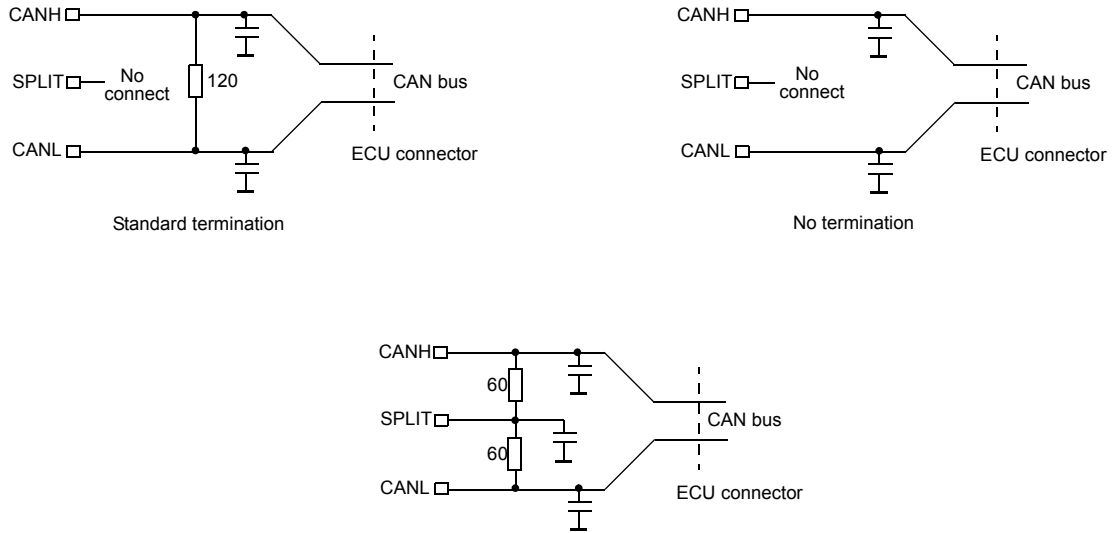 CANH
SPLIT
No
connect
120
CANL
CAN bus
ECU connector
Standard termination
CANH
SPLIT
No
connect
CANL
CAN bus
ECU connector
No termination
CANH
60
SPLIT
60
CANL
CAN bus
ECU connector